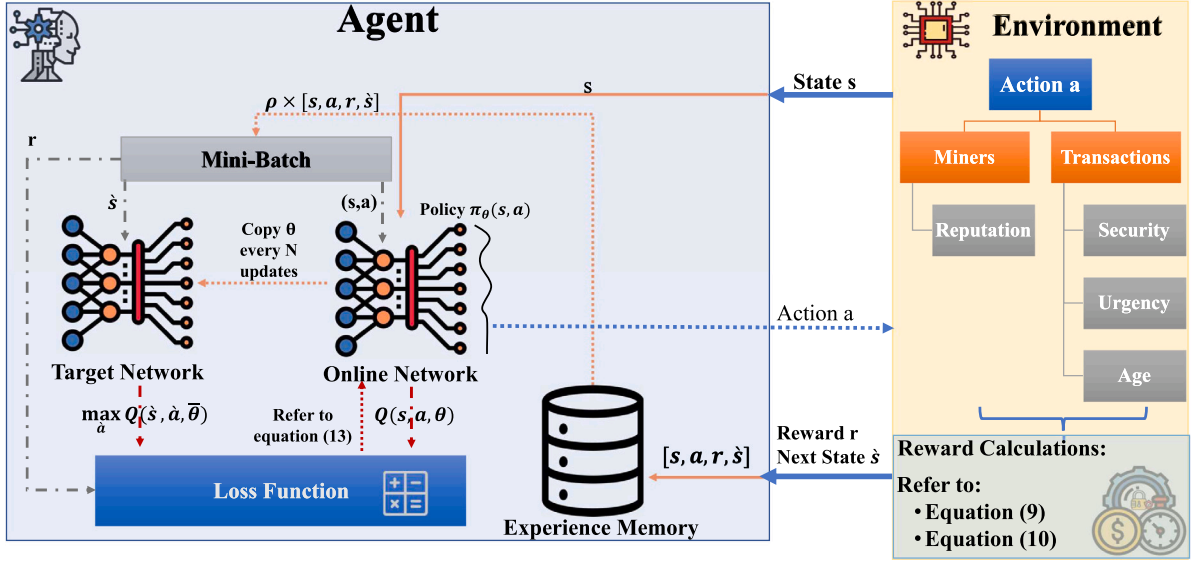 Agent
Environment
State s
s
Action a
ρ × [s, a, r, s̀]
r
Mini-Batch
Miners
Transactions
s̀
(s,a)
Policy π_θ(s, a)
Reputation
Security
Copy θ
every N
updates
Urgency
Action a
Age
Target Network
Online Network
max Q(s̀, à, θ̅)
à
Refer to
equation (13)
Q(s, a, θ)
Reward r
Next State s̀
[s, a, r, s̀]
Reward Calculations:
Refer to:
• Equation (9)
• Equation (10)
Loss Function
Experience Memory